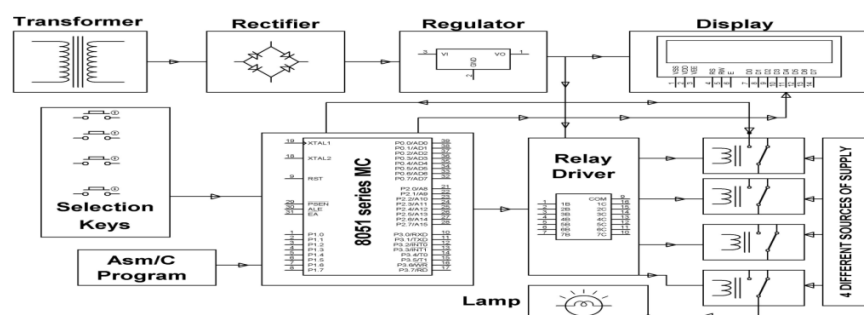 Transformer
Rectifier
Regulator
Display
VI
VO
GND
Selection
Keys
Asm/C
Program
8051 series MC
XTAL1
XTAL2
RST
PSEN
ALE
EA
P1.0
P1.1
P1.2
P1.3
P1.4
P1.5
P1.6
P1.7
P0.0/AD0
P0.1/AD1
P0.2/AD2
P0.3/AD3
P0.4/AD4
P0.5/AD5
P0.6/AD6
P0.7/AD7
P2.0/A8
P2.1/A9
P2.2/A10
P2.3/A11
P2.4/A12
P2.5/A13
P2.6/A14
P2.7/A15
P3.0/RXD
P3.1/TXD
P3.2/INT0
P3.3/INT1
P3.4/T0
P3.5/T1
P3.6/WR
P3.7/RD
Relay
Driver
COM
1B 1C
2B 2C
3B 3C
4B 4C
5B 5C
6B 6C
7B 7C
4 DIFFERENT SOURCES OF SUPPLY
Lamp